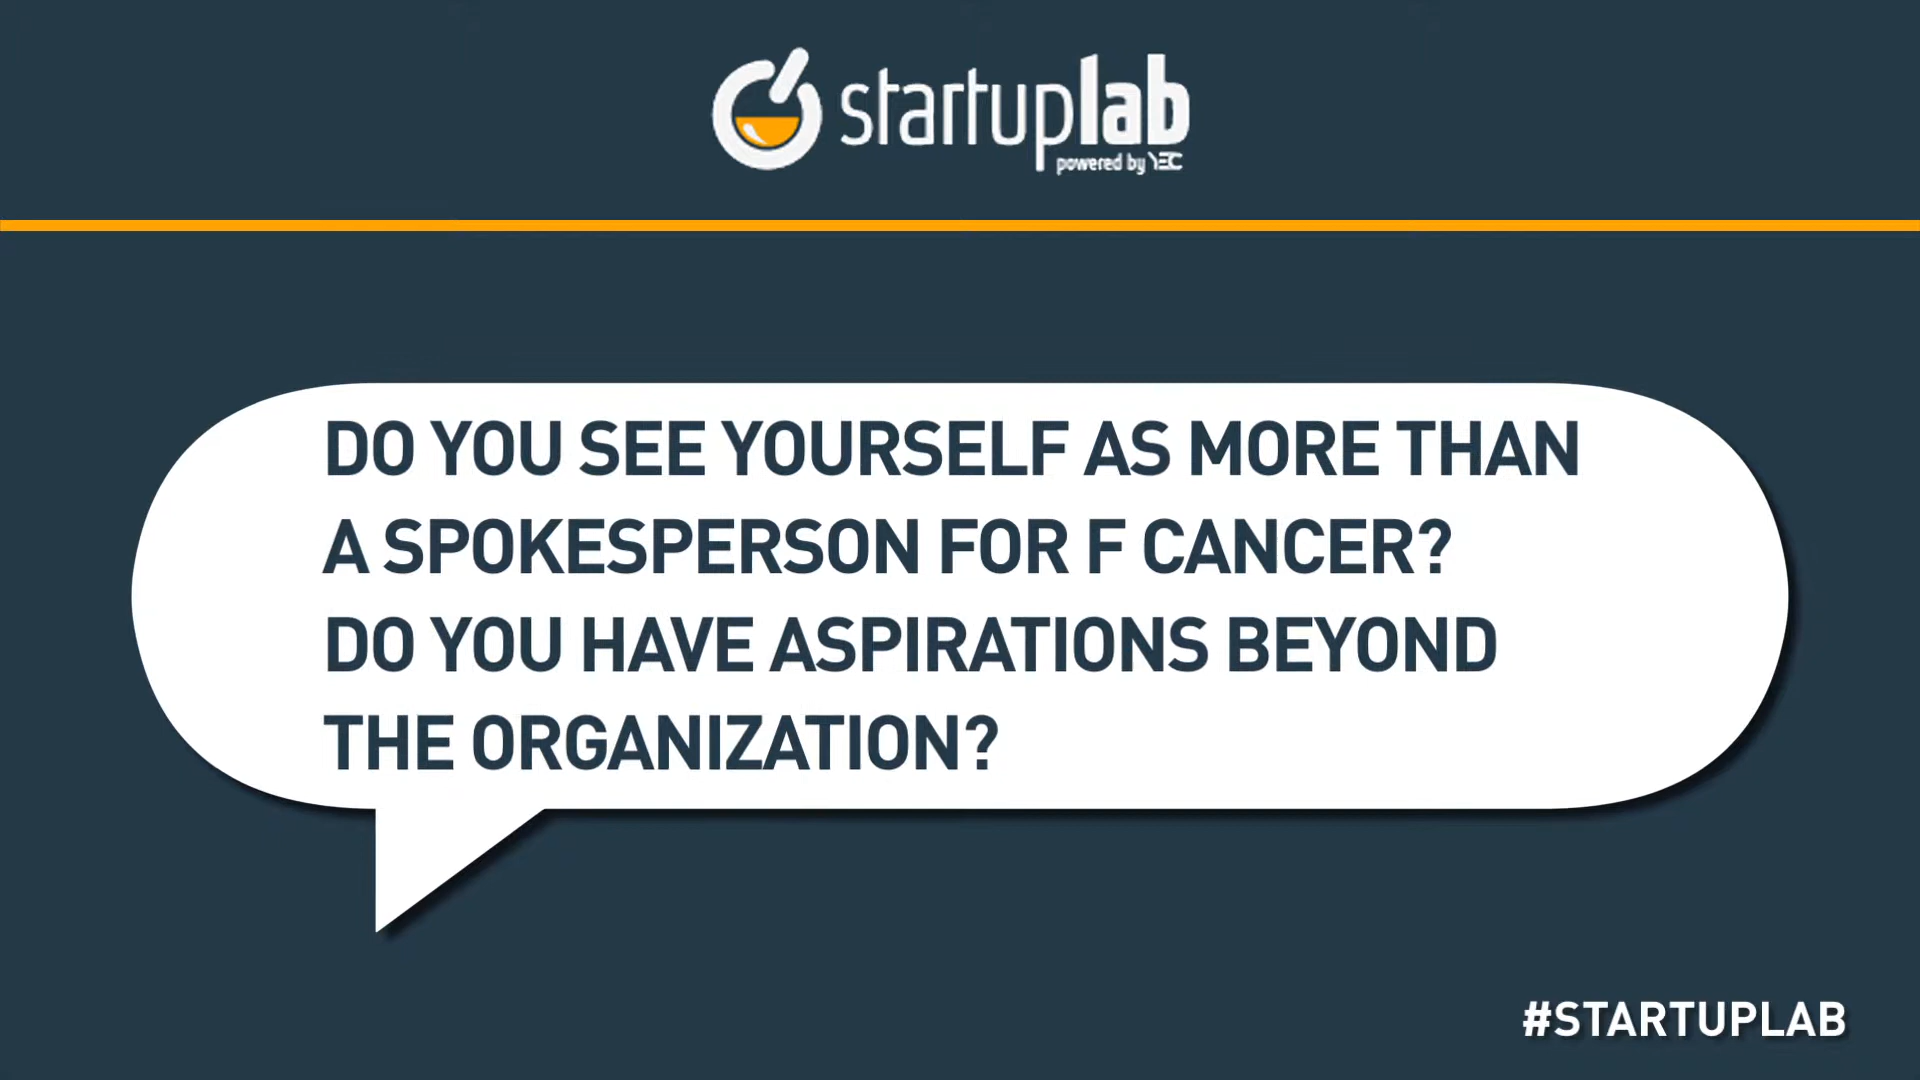 startuplab
powered by YEC
DO YOU SEE YOURSELF AS MORE THAN
A SPOKESPERSON FOR F CANCER?
DO YOU HAVE ASPIRATIONS BEYOND
THE ORGANIZATION?
#STARTUPLAB